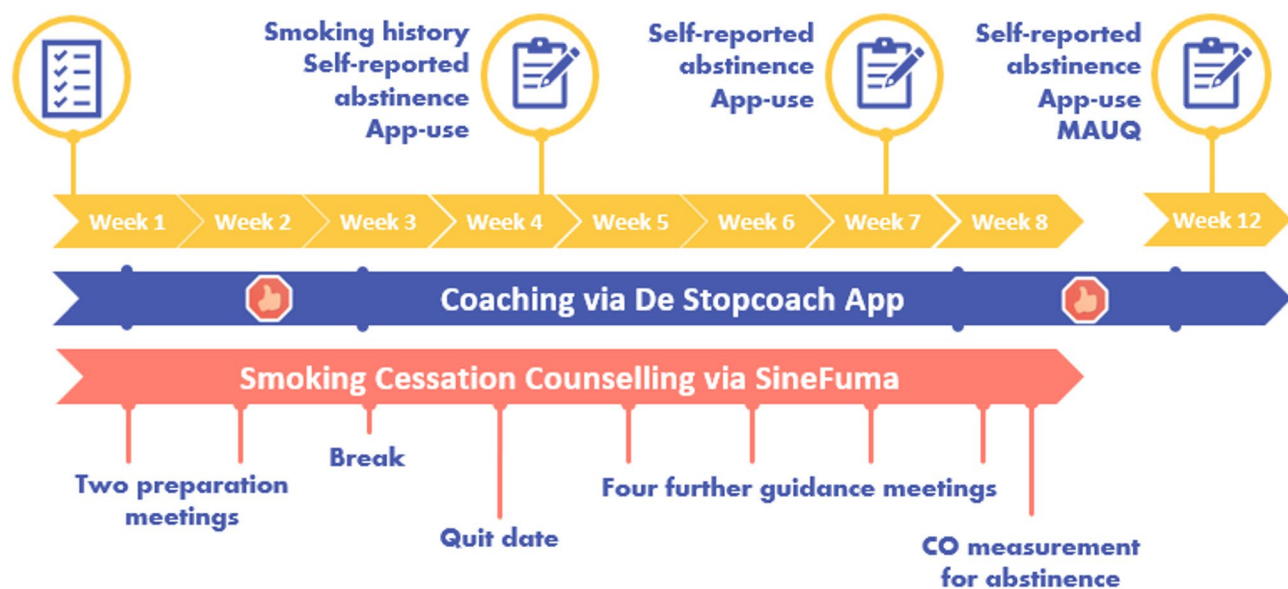 Smoking history
Self-reported
abstinence
App-use
Self-reported
abstinence
App-use
Self-reported
abstinence
App-use
MAUQ
Week 1
Week 2
Week 3
Week 4
Week 5
Week 6
Week 7
Week 8
Week 12
Coaching via De Stopcoach App
Smoking Cessation Counselling via SineFuma
Two preparation
meetings
Break
Quit date
Four further guidance meetings
CO measurement
for abstinence